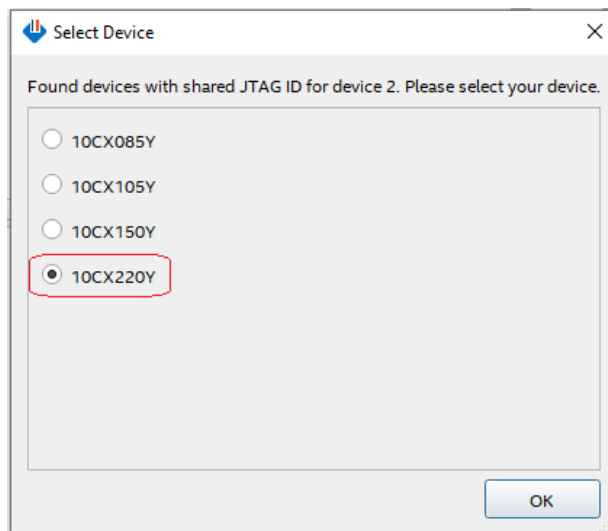 Select Device
Found devices with shared JTAG ID for device 2. Please select your device.
10CX085Y
10CX105Y
10CX150Y
10CX220Y
OK